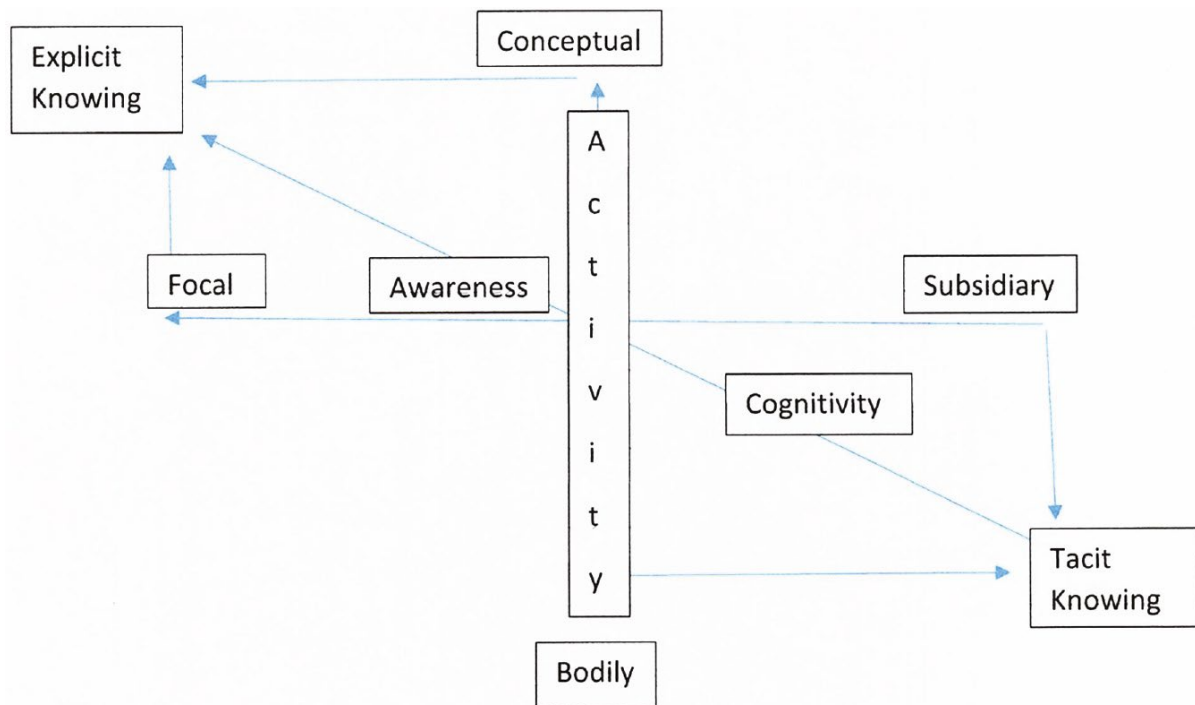 Conceptual
Explicit
Knowing
A
c
t
i
v
i
t
y
Focal
Awareness
Subsidiary
Cognitivity
Tacit
Knowing
Bodily